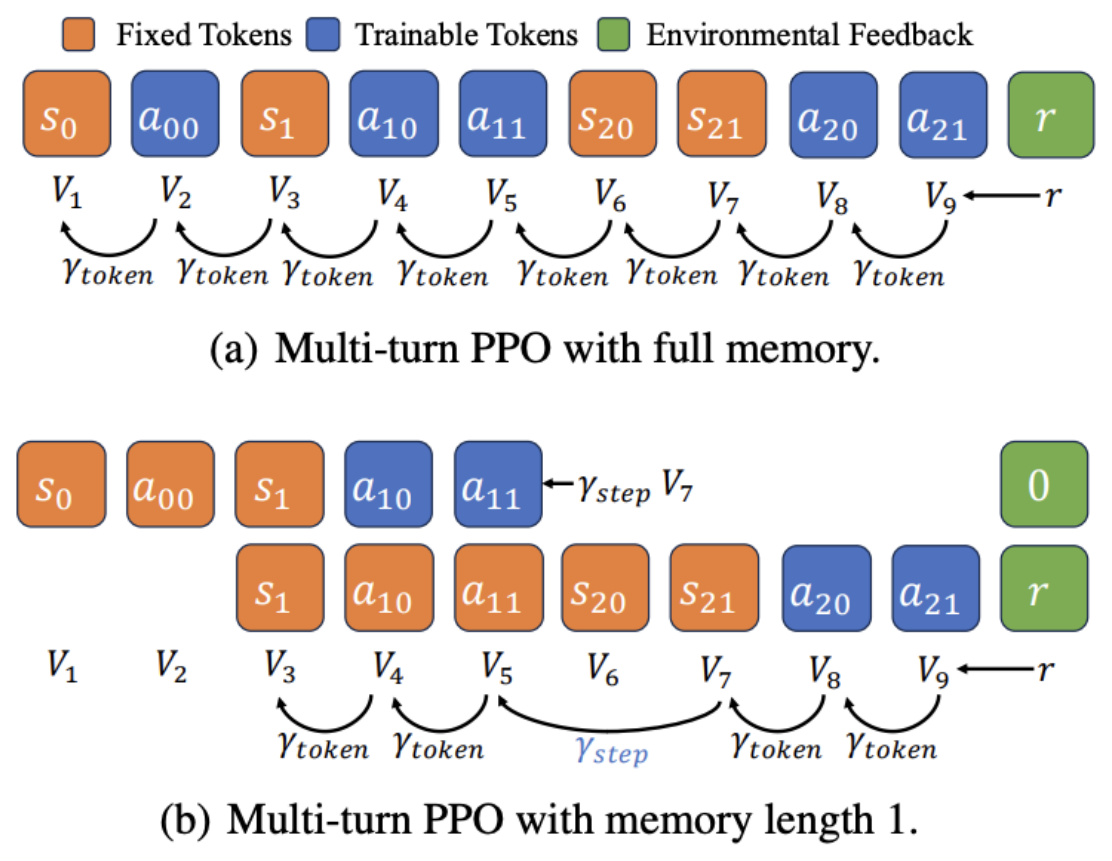 Fixed Tokens Trainable Tokens Environmental Feedback
s₀ a₀₀ s₁ a₁₀ a₁₁ s₂₀ s₂₁ a₂₀ a₂₁ r
V₁ V₂ V₃ V₄ V₅ V₆ V₇ V₈ V₉ r
γtoken γtoken γtoken γtoken γtoken γtoken γtoken γtoken
(a) Multi-turn PPO with full memory.
s₀ a₀₀ s₁ a₁₀ a₁₁ γstep V₇ 0
s₁ a₁₀ a₁₁ s₂₀ s₂₁ a₂₀ a₂₁ r
V₁ V₂ V₃ V₄ V₅ V₆ V₇ V₈ V₉ r
γtoken γtoken γstep γtoken γtoken
(b) Multi-turn PPO with memory length 1.